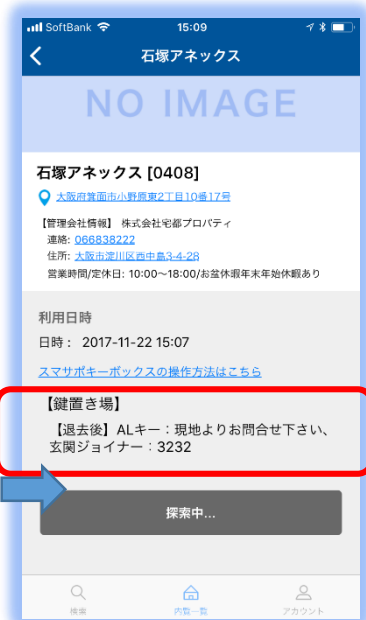 SoftBank 15:09
石塚アネックス
NO IMAGE
石塚アネックス [0408]
大阪府箕面市小野原東2丁目10番17号
【管理会社情報】 株式会社宅都プロパティ
連絡: 066838222
住所: 大阪市淀川区西中島3-4-28
営業時間/定休日: 10:00〜18:00/お盆休暇年末年始休暇あり
利用日時
日時： 2017-11-22 15:07
スマサポキーボックスの操作方法はこちら
【鍵置き場】
【退去後】ALキー：現地よりお問合せ下さい、
玄関ジョイナー：3232
探索中...
検索 内覧一覧 アカウント